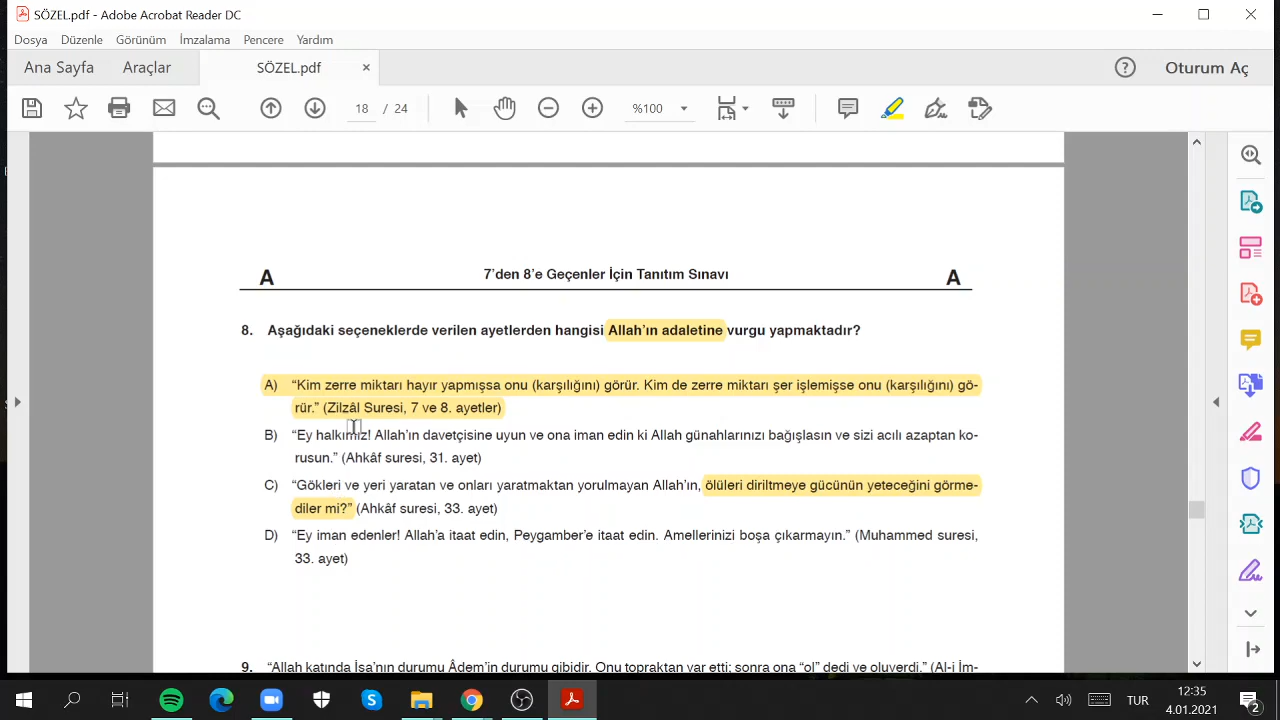 SÖZEL.pdf - Adobe Acrobat Reader DC
Dosya Düzenle Görünüm İmzalama Pencere Yardım
Ana Sayfa Araçlar SÖZEL.pdf × ? Oturum Aç
18 / 24 %100
A 7'den 8'e Geçenler İçin Tanıtım Sınavı A
8. Aşağıdaki seçeneklerde verilen ayetlerden hangisi Allah'ın adaletine vurgu yapmaktadır?
A) “Kim zerre miktarı hayır yapmışsa onu (karşılığını) görür. Kim de zerre miktarı şer işlemişse onu (karşılığını) gö-
rür.” (Zilzâl Suresi, 7 ve 8. ayetler)
B) “Ey halkımız! Allah'ın davetçisine uyun ve ona iman edin ki Allah günahlarınızı bağışlasın ve sizi acılı azaptan ko-
rusun.” (Ahkâf suresi, 31. ayet)
C) “Gökleri ve yeri yaratan ve onları yaratmaktan yorulmayan Allah'ın, ölüleri diriltmeye gücünün yeteceğini görme-
diler mi?” (Ahkâf suresi, 33. ayet)
D) “Ey iman edenler! Allah'a itaat edin, Peygamber'e itaat edin. Amellerinizi boşa çıkarmayın.” (Muhammed suresi,
33. ayet)
9. “Allah katında İsa'nın durumu Âdem'in durumu gibidir. Onu topraktan var etti; sonra ona “ol” dedi ve oluverdi.” (Al-i İm-
TUR 12:35
4.01.2021 2